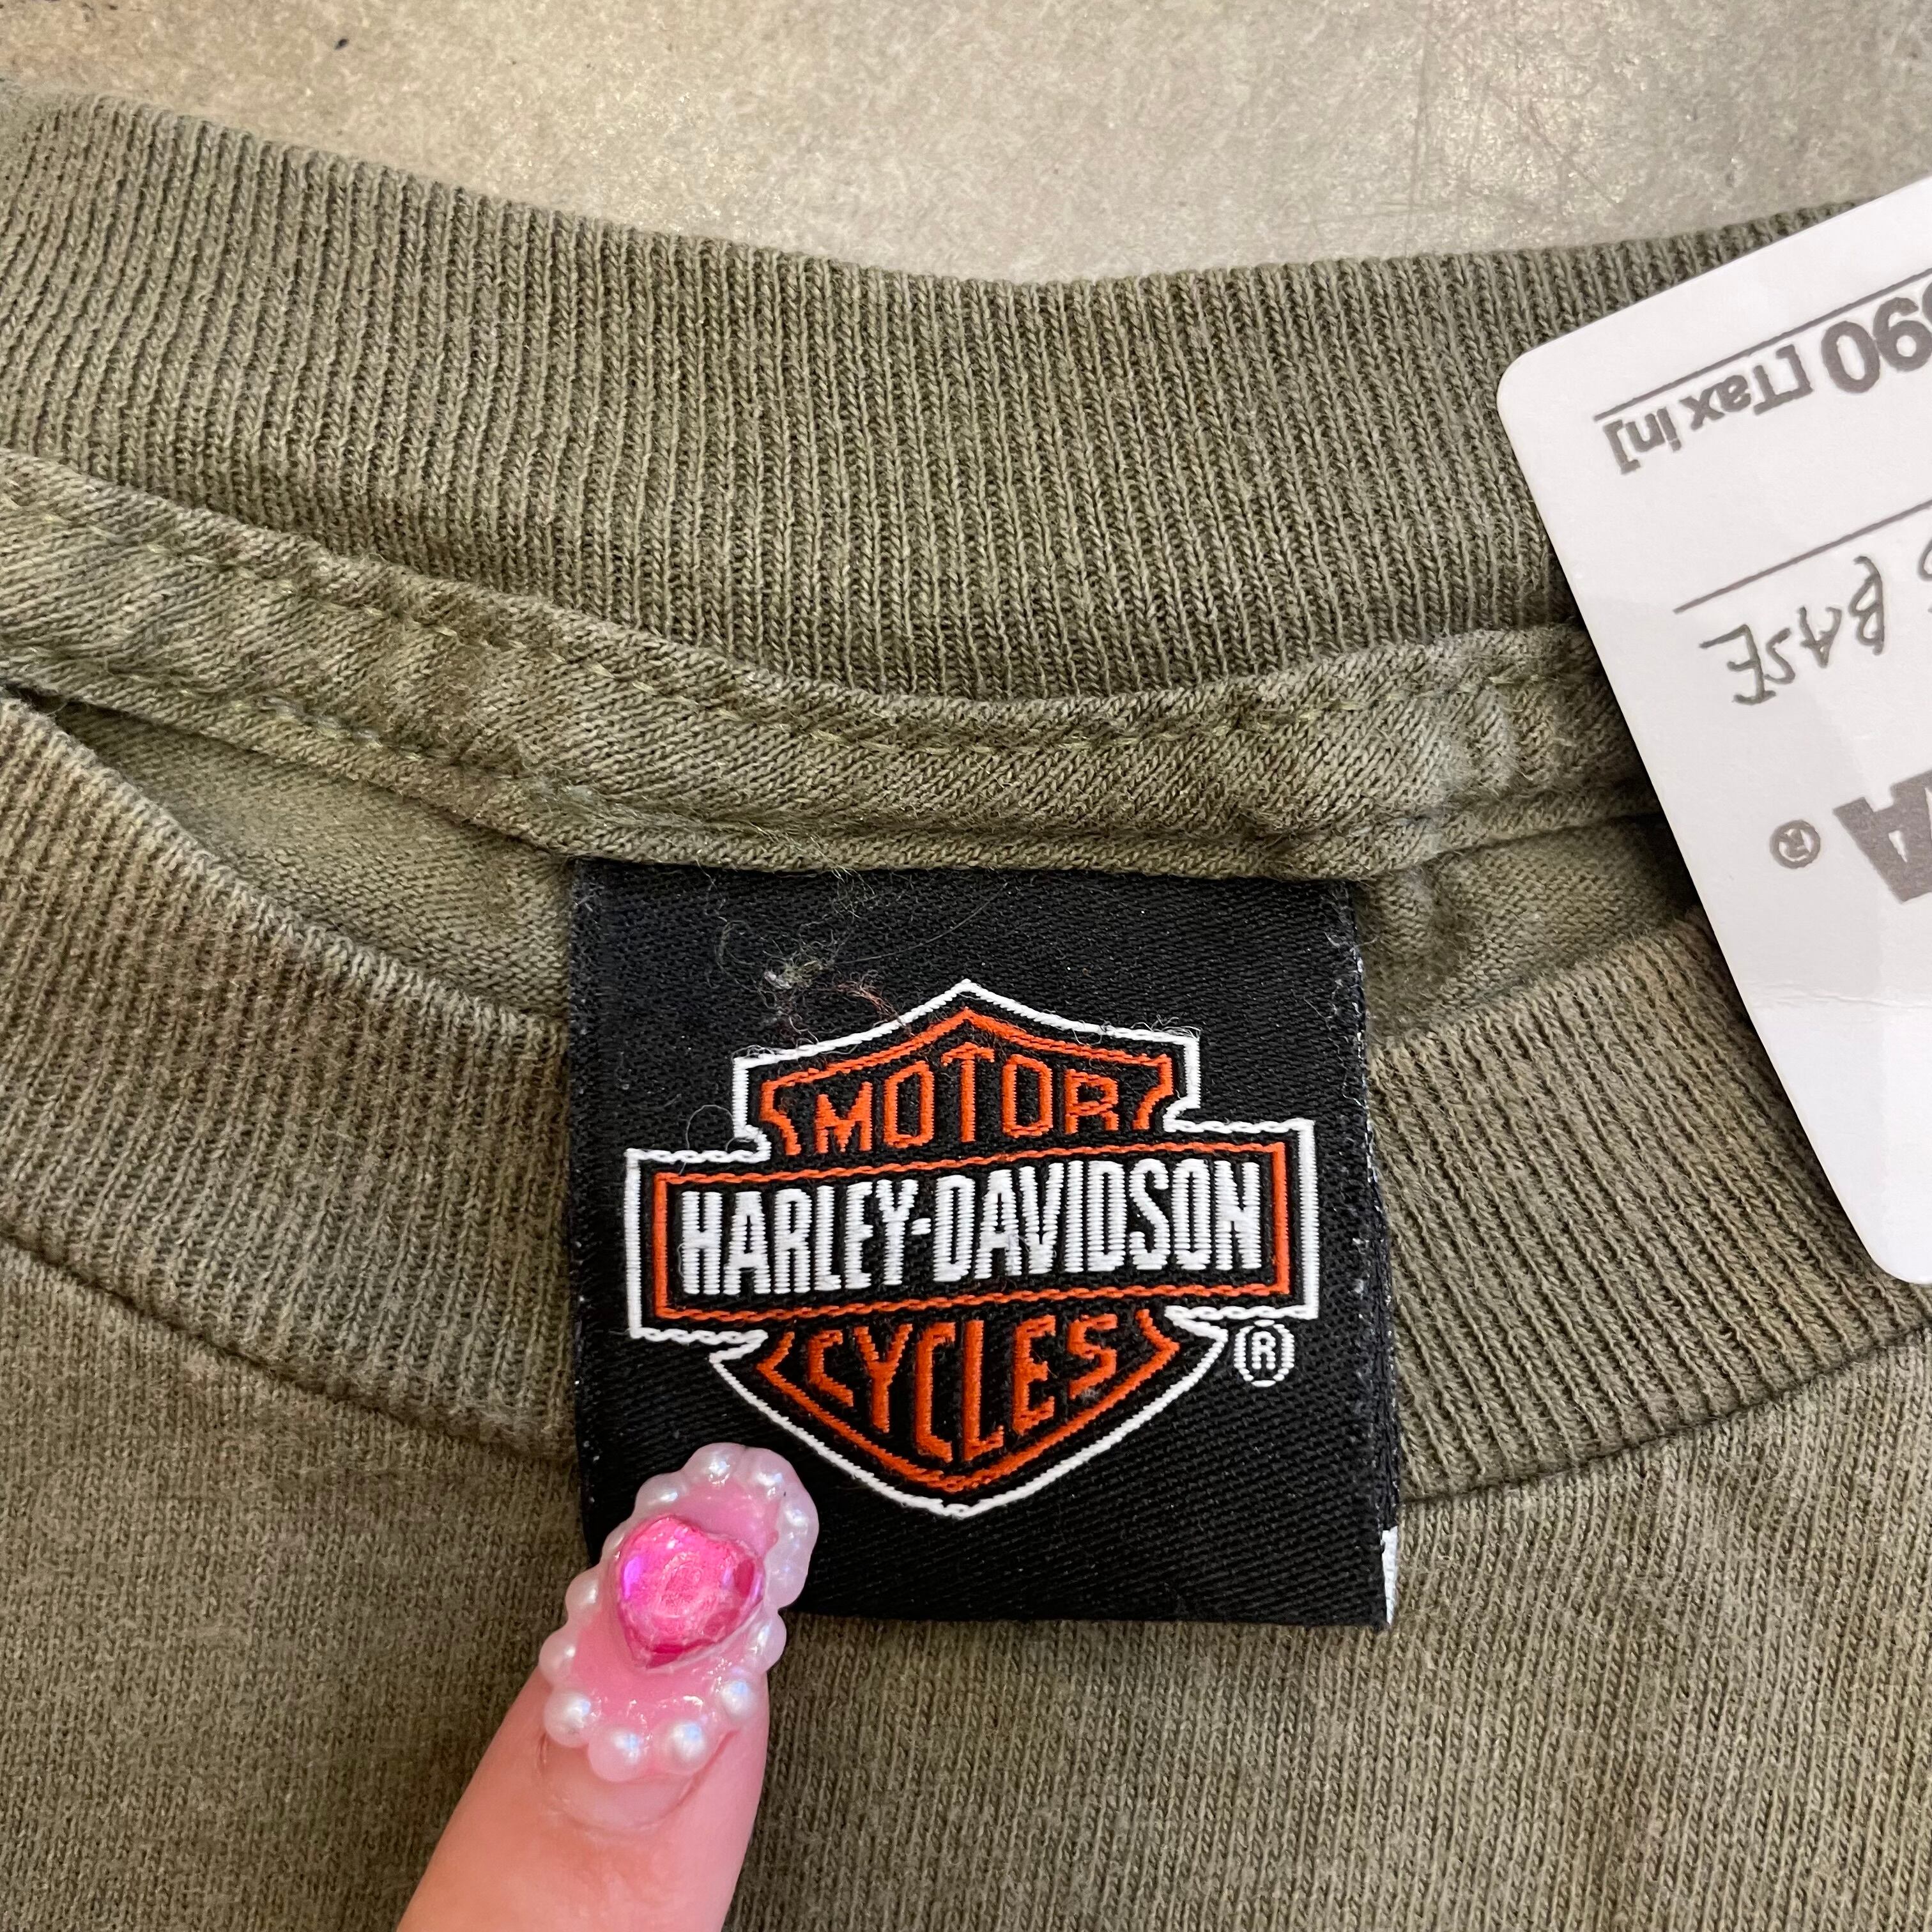 MOTOR
HARLEY-DAVIDSON
CYCLES
®
90 [Tax in]
BASE
A ®